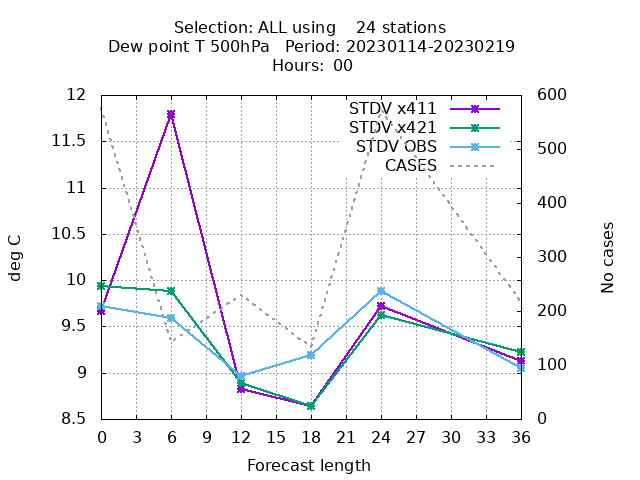 Selection: ALL using    24 stations
Dew point T 500hPa   Period: 20230114-20230219
Hours:  00
STDV x411
STDV x421
STDV OBS
CASES
12
11.5
11
10.5
10
9.5
9
8.5
600
500
400
300
200
100
0
deg C
No cases
0 3 6 9 12 15 18 21 24 27 30 33 36
Forecast length